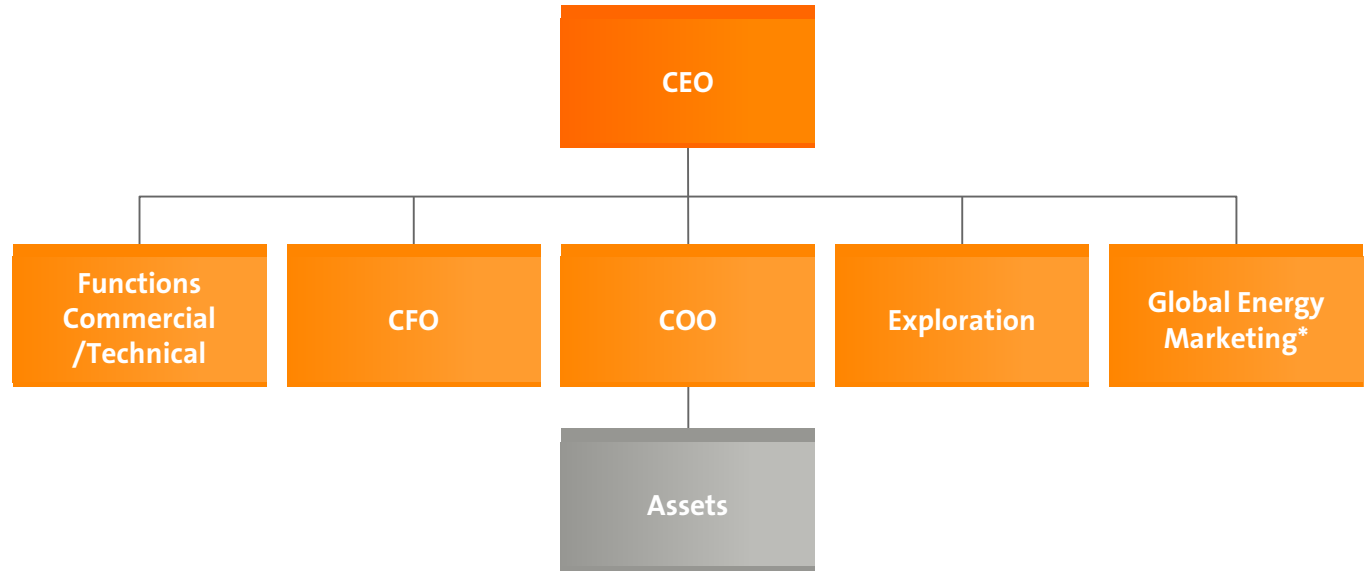 CEO
Functions
Commercial
/Technical
CFO
COO
Exploration
Global Energy
Marketing*
Assets